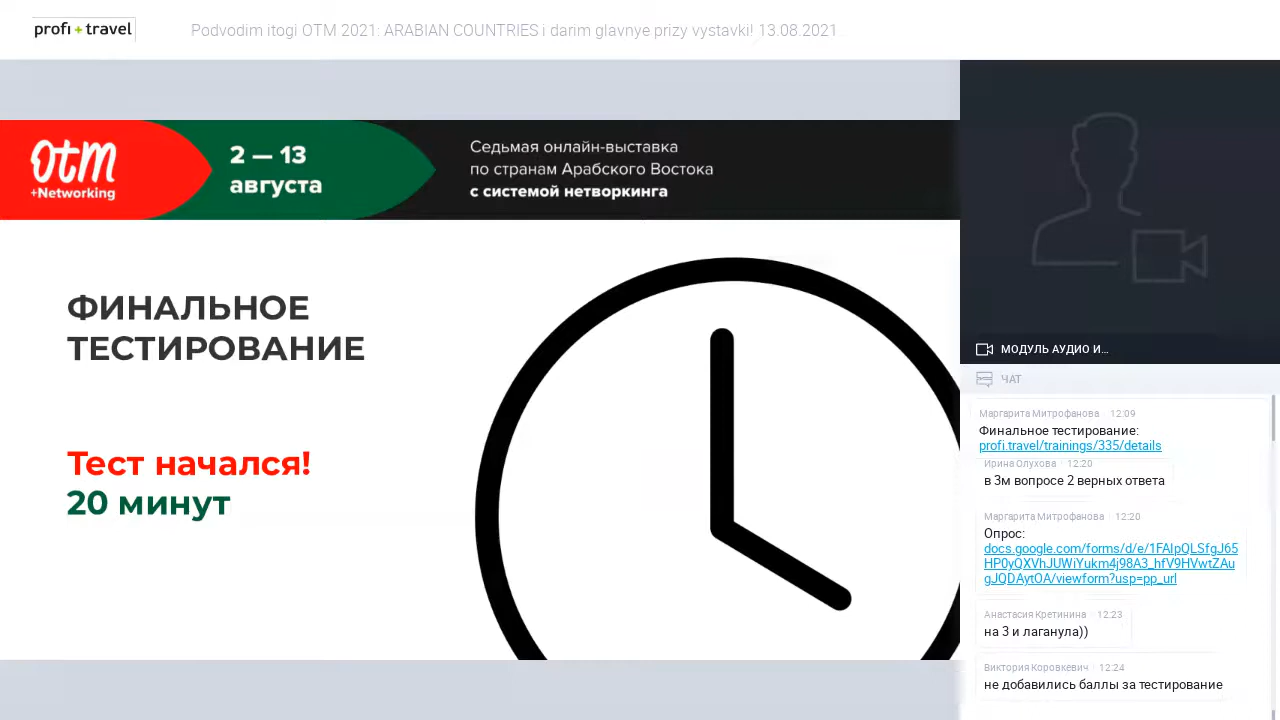 profi + travel
Podvodim itogi OTM 2021: ARABIAN COUNTRIES i darim glavnye prizy vystavki! 13.08.2021
OTM
+Networking
2 — 13
августа
Седьмая онлайн-выставка
по странам Арабского Востока
с системой нетворкинга
ФИНАЛЬНОЕ
ТЕСТИРОВАНИЕ
Тест начался!
20 минут
МОДУЛЬ АУДИО И...
ЧАТ
Маргарита Митрофанова 12:09
Финальное тестирование:
profi.travel/trainings/335/details
Ирина Олухова 12:20
в 3м вопросе 2 верных ответа
Маргарита Митрофанова 12:20
Опрос:
docs.google.com/forms/d/e/1FAIpQLSfgJ65
HP0yQXVhJUWiYukm4j98A3_hfV9HVwtZAu
gJQDAytOA/viewform?usp=pp_url
Анастасия Кретинина 12:23
на 3 и лаганула))
Виктория Коровкевич 12:24
не добавились баллы за тестирование